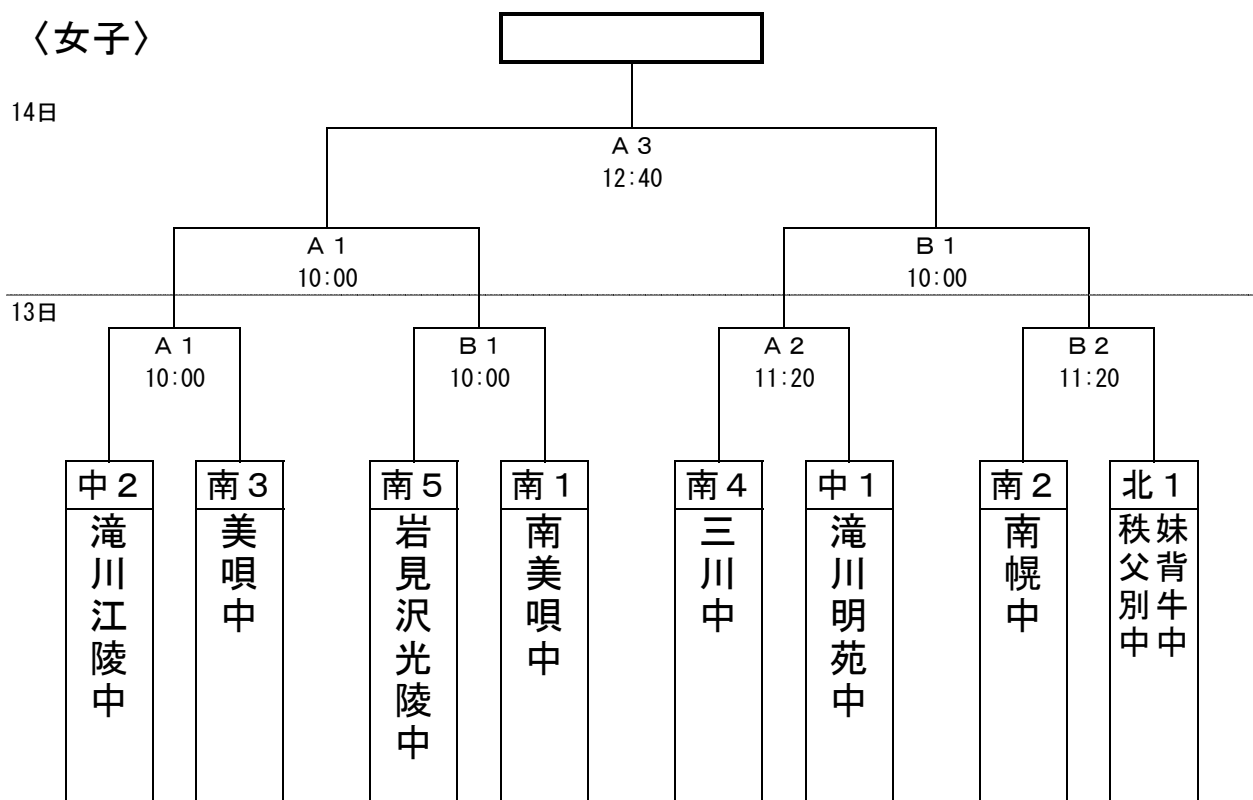 〈女子〉
14日
Ａ３
12:40
Ａ１
10:00
Ｂ１
10:00
13日
Ａ１
10:00
Ｂ１
10:00
Ａ２
11:20
Ｂ２
11:20
中２
南３
南５
南１
南４
中１
南２
北１
滝川江陵中
美唄中
岩見沢光陵中
南美唄中
三川中
滝川明苑中
南幌中
妹背牛中
秩父別中